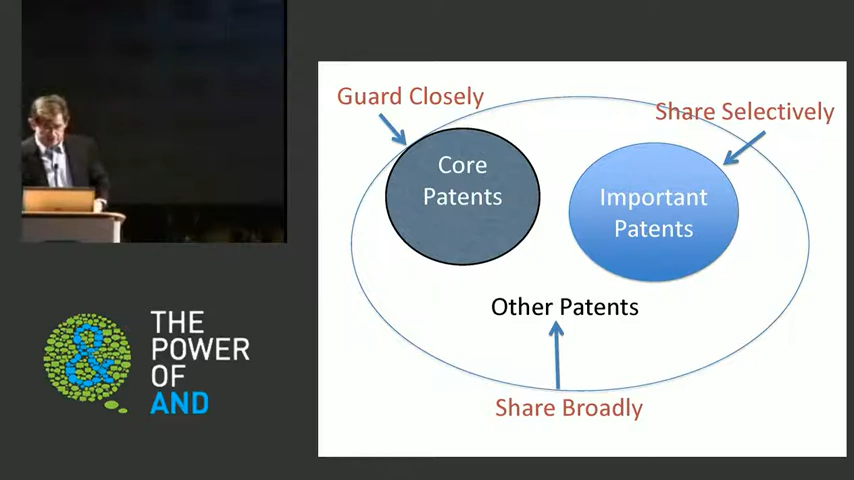 Guard Closely
Share Selectively
Core
Patents
Important
Patents
Other Patents
Share Broadly
&
THE
POWER
OF
AND